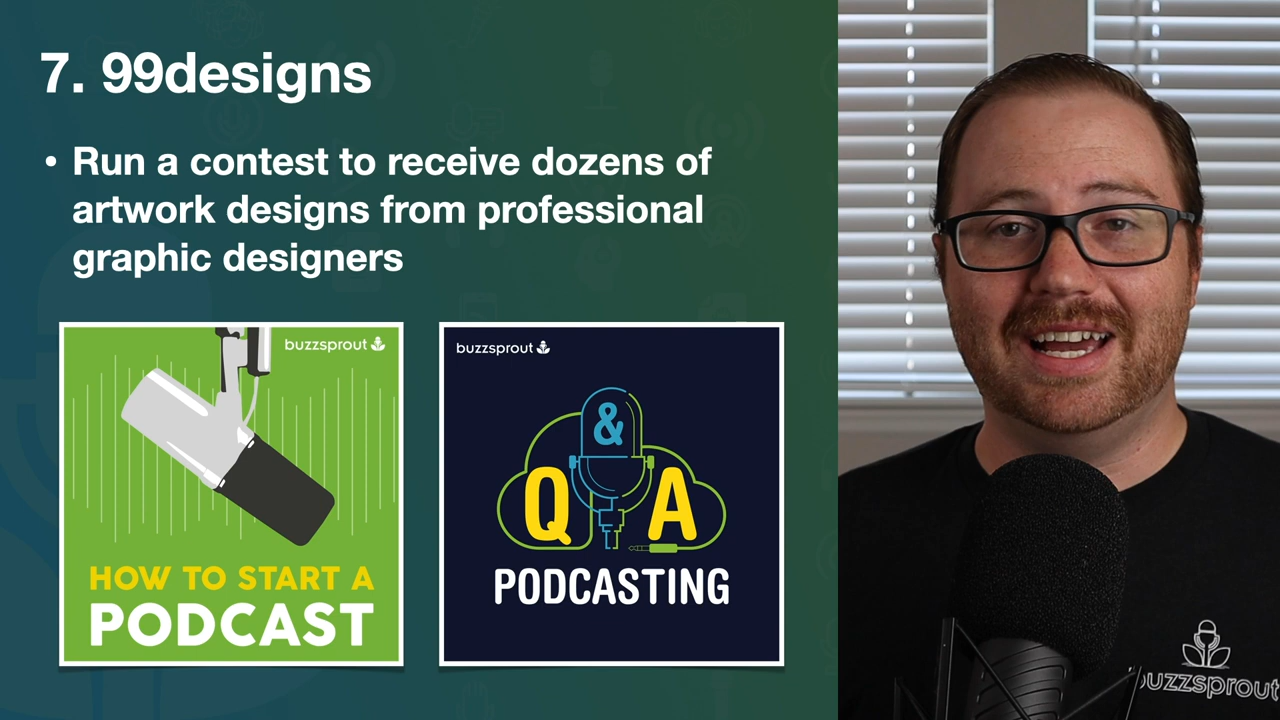 7. 99designs
• Run a contest to receive dozens of
artwork designs from professional
graphic designers
buzzsprout
HOW TO START A
PODCAST
buzzsprout
&
Q A
PODCASTING
buzzsprout